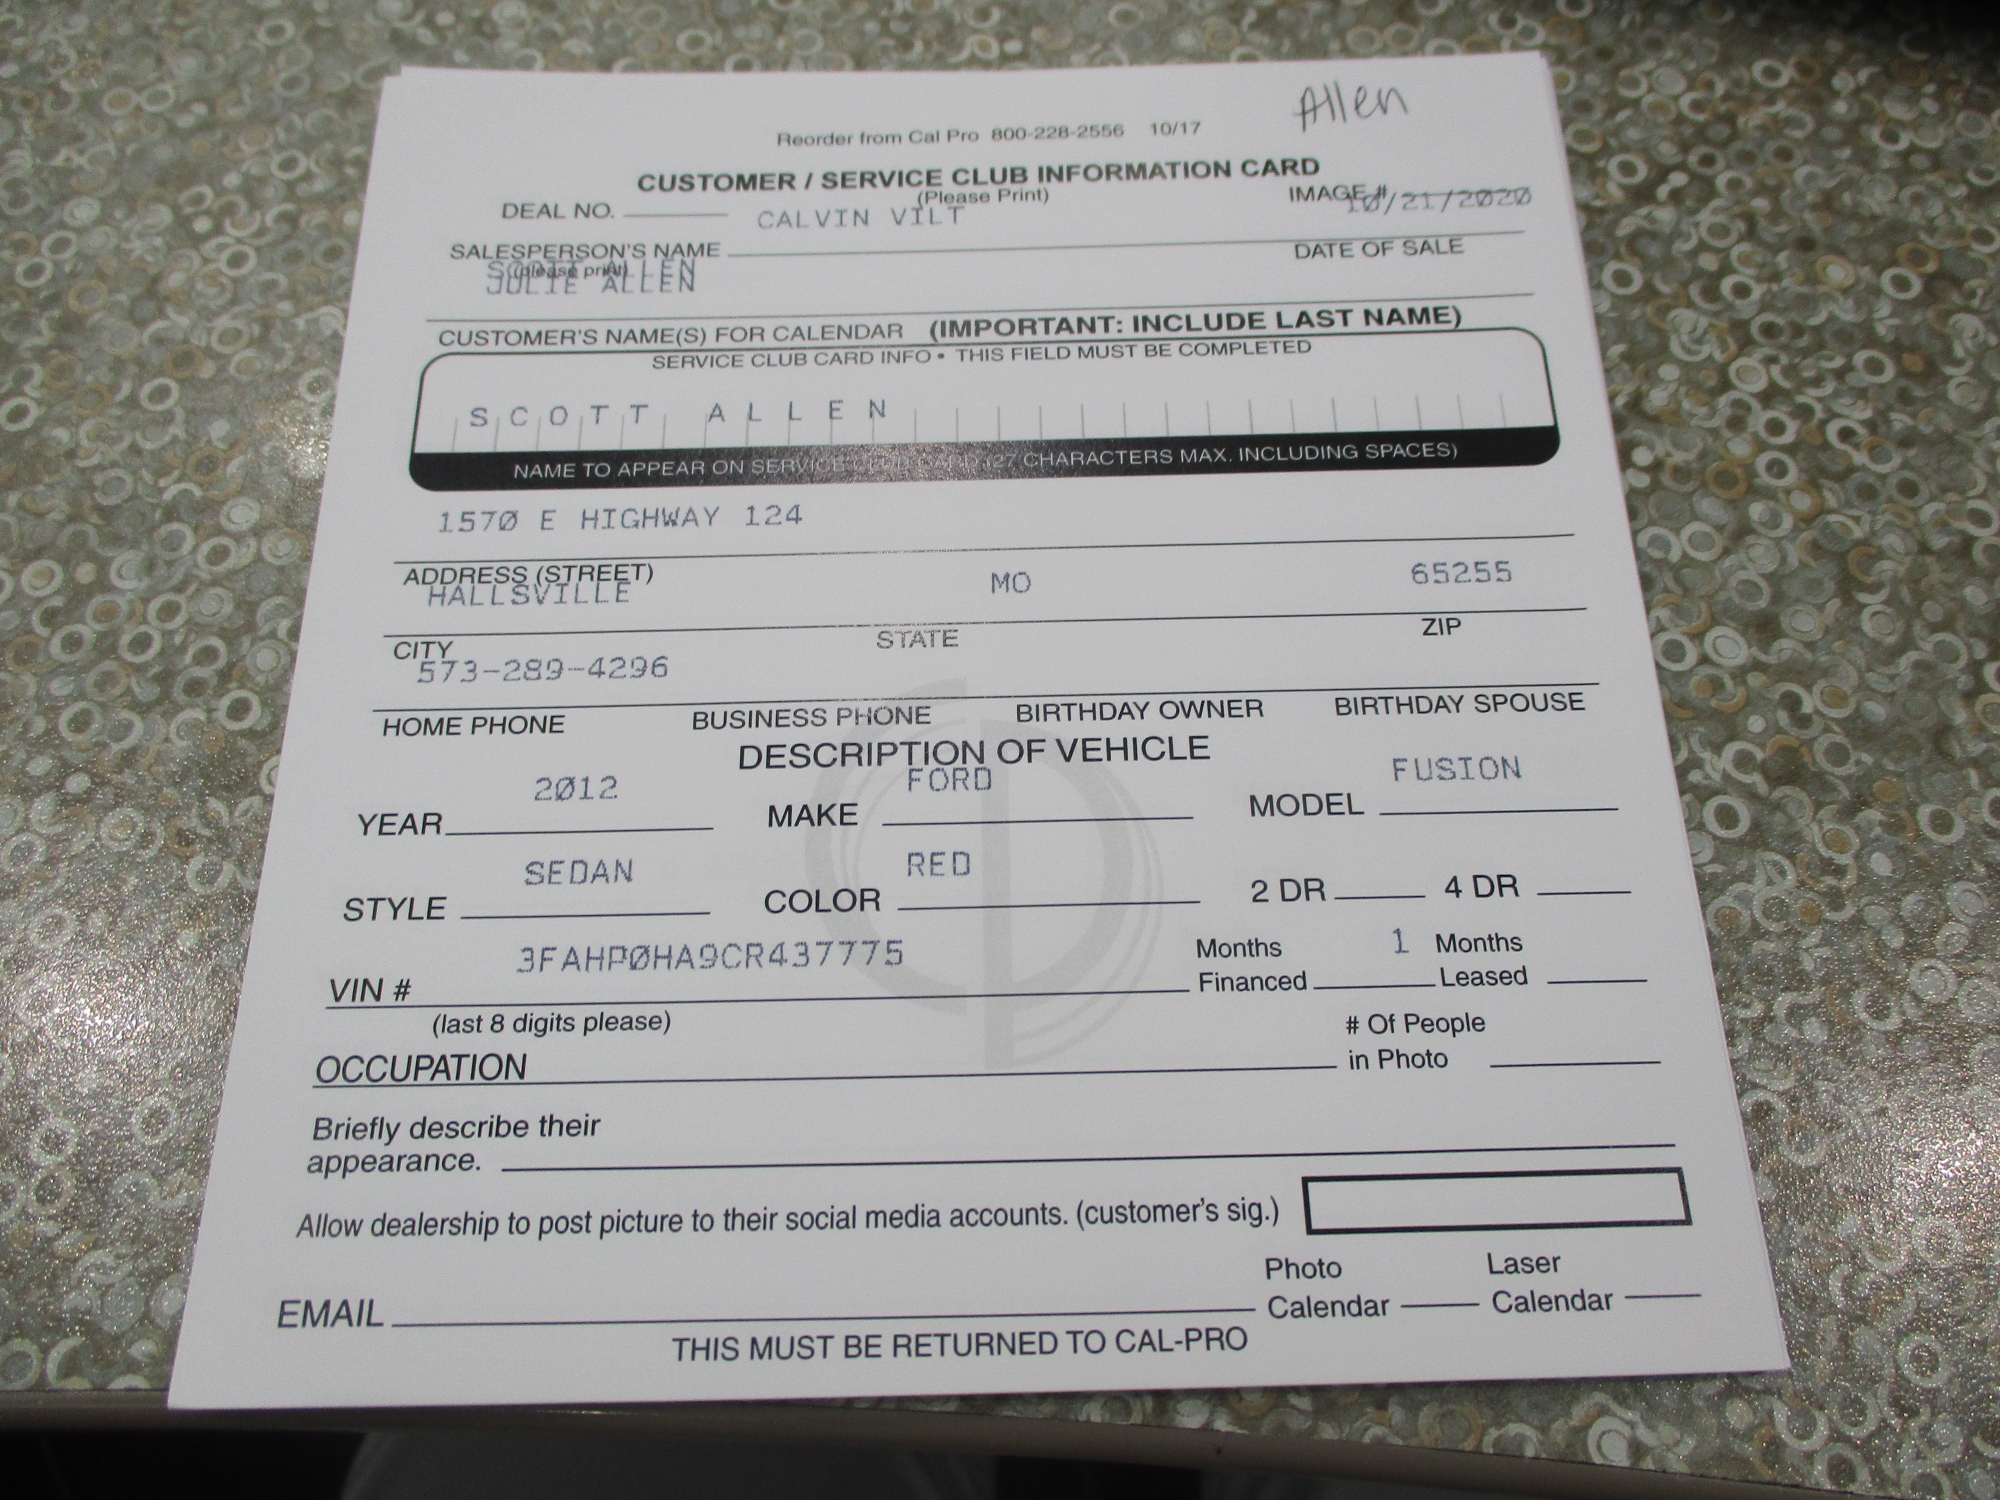 Allen
Reorder from Cal Pro 800-228-2556 10/17
CUSTOMER / SERVICE CLUB INFORMATION CARD
(Please Print)
DEAL NO. CALVIN VILT IMAGE # 10/21/2020
SALESPERSON'S NAME DATE OF SALE
(please print)
SCOTT ALLEN
JULIE ALLEN
CUSTOMER'S NAME(S) FOR CALENDAR (IMPORTANT: INCLUDE LAST NAME)
SERVICE CLUB CARD INFO • THIS FIELD MUST BE COMPLETED
SCOTT ALLEN
NAME TO APPEAR ON SERVICE CLUB CARD (27 CHARACTERS MAX. INCLUDING SPACES)
1570 E HIGHWAY 124
ADDRESS (STREET)
HALLSVILLE MO 65255
CITY STATE ZIP
573-289-4296
HOME PHONE BUSINESS PHONE BIRTHDAY OWNER BIRTHDAY SPOUSE
DESCRIPTION OF VEHICLE
2012 FORD FUSION
YEAR MAKE MODEL
SEDAN RED
STYLE COLOR 2 DR 4 DR
3FAHP0HA9CR437775 Months 1 Months
VIN # Financed Leased
(last 8 digits please) # Of People
OCCUPATION in Photo
Briefly describe their
appearance.
Allow dealership to post picture to their social media accounts. (customer's sig.)
Photo Laser
EMAIL Calendar Calendar
THIS MUST BE RETURNED TO CAL-PRO